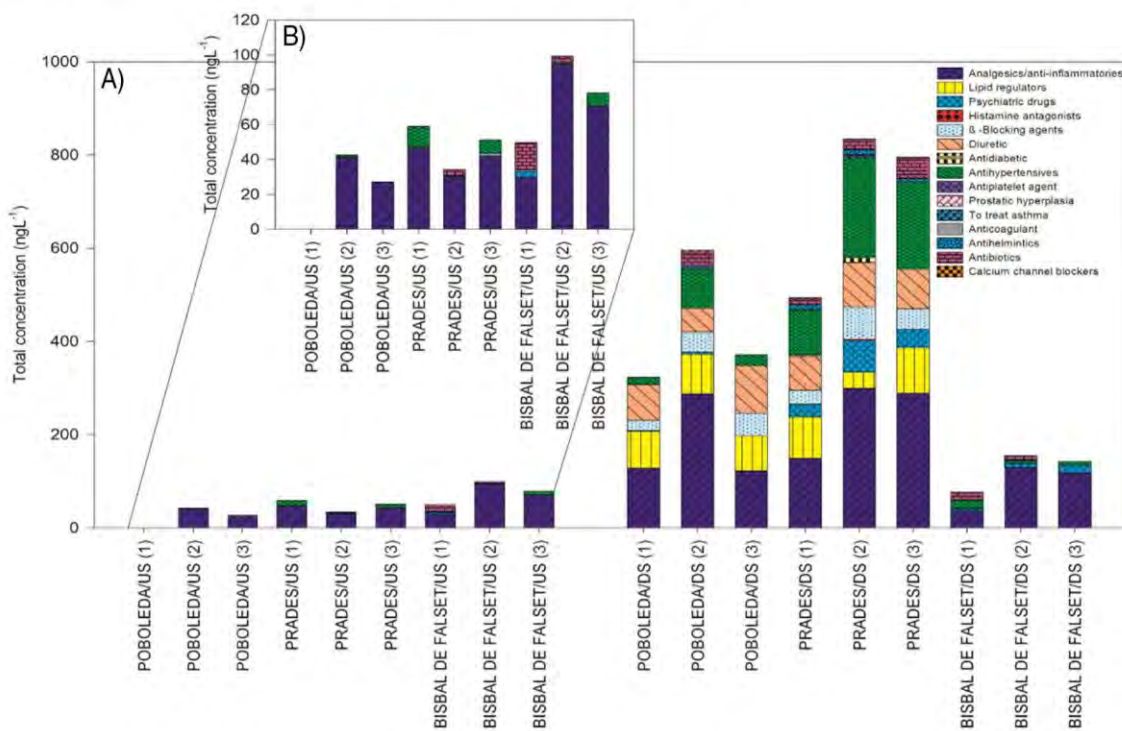 A)
Total concentration (ngL⁻¹)
1000
800
600
400
200
0
B)
Total concentration (ngL⁻¹)
120
100
80
60
40
20
0
POBOLEDA/US (1)
POBOLEDA/US (2)
POBOLEDA/US (3)
PRADES/US (1)
PRADES/US (2)
PRADES/US (3)
BISBAL DE FALSET/US (1)
BISBAL DE FALSET/US (2)
BISBAL DE FALSET/US (3)
Analgesics/anti-inflammatories
Lipid regulators
Psychiatric drugs
Histamine antagonists
ß -Blocking agents
Diuretic
Antidiabetic
Antihypertensives
Antiplatelet agent
Prostatic hyperplasia
To treat asthma
Anticoagulant
Antihelmintics
Antibiotics
Calcium channel blockers
POBOLEDA/US (1)
POBOLEDA/US (2)
POBOLEDA/US (3)
PRADES/US (1)
PRADES/US (2)
PRADES/US (3)
BISBAL DE FALSET/US (1)
BISBAL DE FALSET/US (2)
BISBAL DE FALSET/US (3)
POBOLEDA/DS (1)
POBOLEDA/DS (2)
POBOLEDA/DS (3)
PRADES/DS (1)
PRADES/DS (2)
PRADES/DS (3)
BISBAL DE FALSET/DS (1)
BISBAL DE FALSET/DS (2)
BISBAL DE FALSET/DS (3)